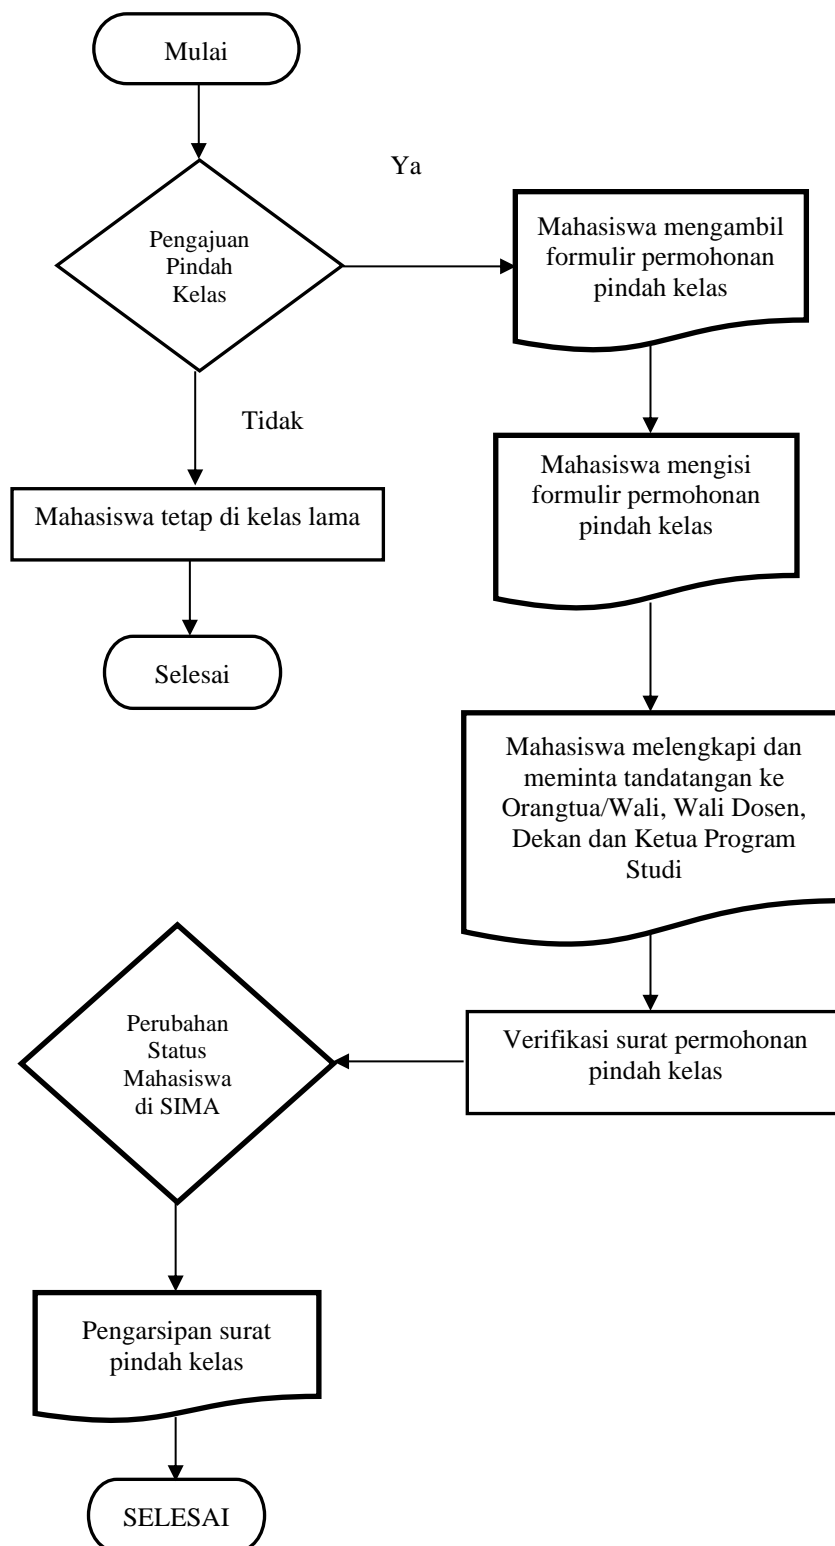 Mulai
Ya
Pengajuan
Pindah
Kelas
Mahasiswa mengambil
formulir permohonan
pindah kelas
Tidak
Mahasiswa mengisi
formulir permohonan
pindah kelas
Mahasiswa tetap di kelas lama
Selesai
Mahasiswa melengkapi dan
meminta tandatangan ke
Orangtua/Wali, Wali Dosen,
Dekan dan Ketua Program
Studi
Verifikasi surat permohonan
pindah kelas
Perubahan
Status
Mahasiswa
di SIMA
Pengarsipan surat
pindah kelas
SELESAI